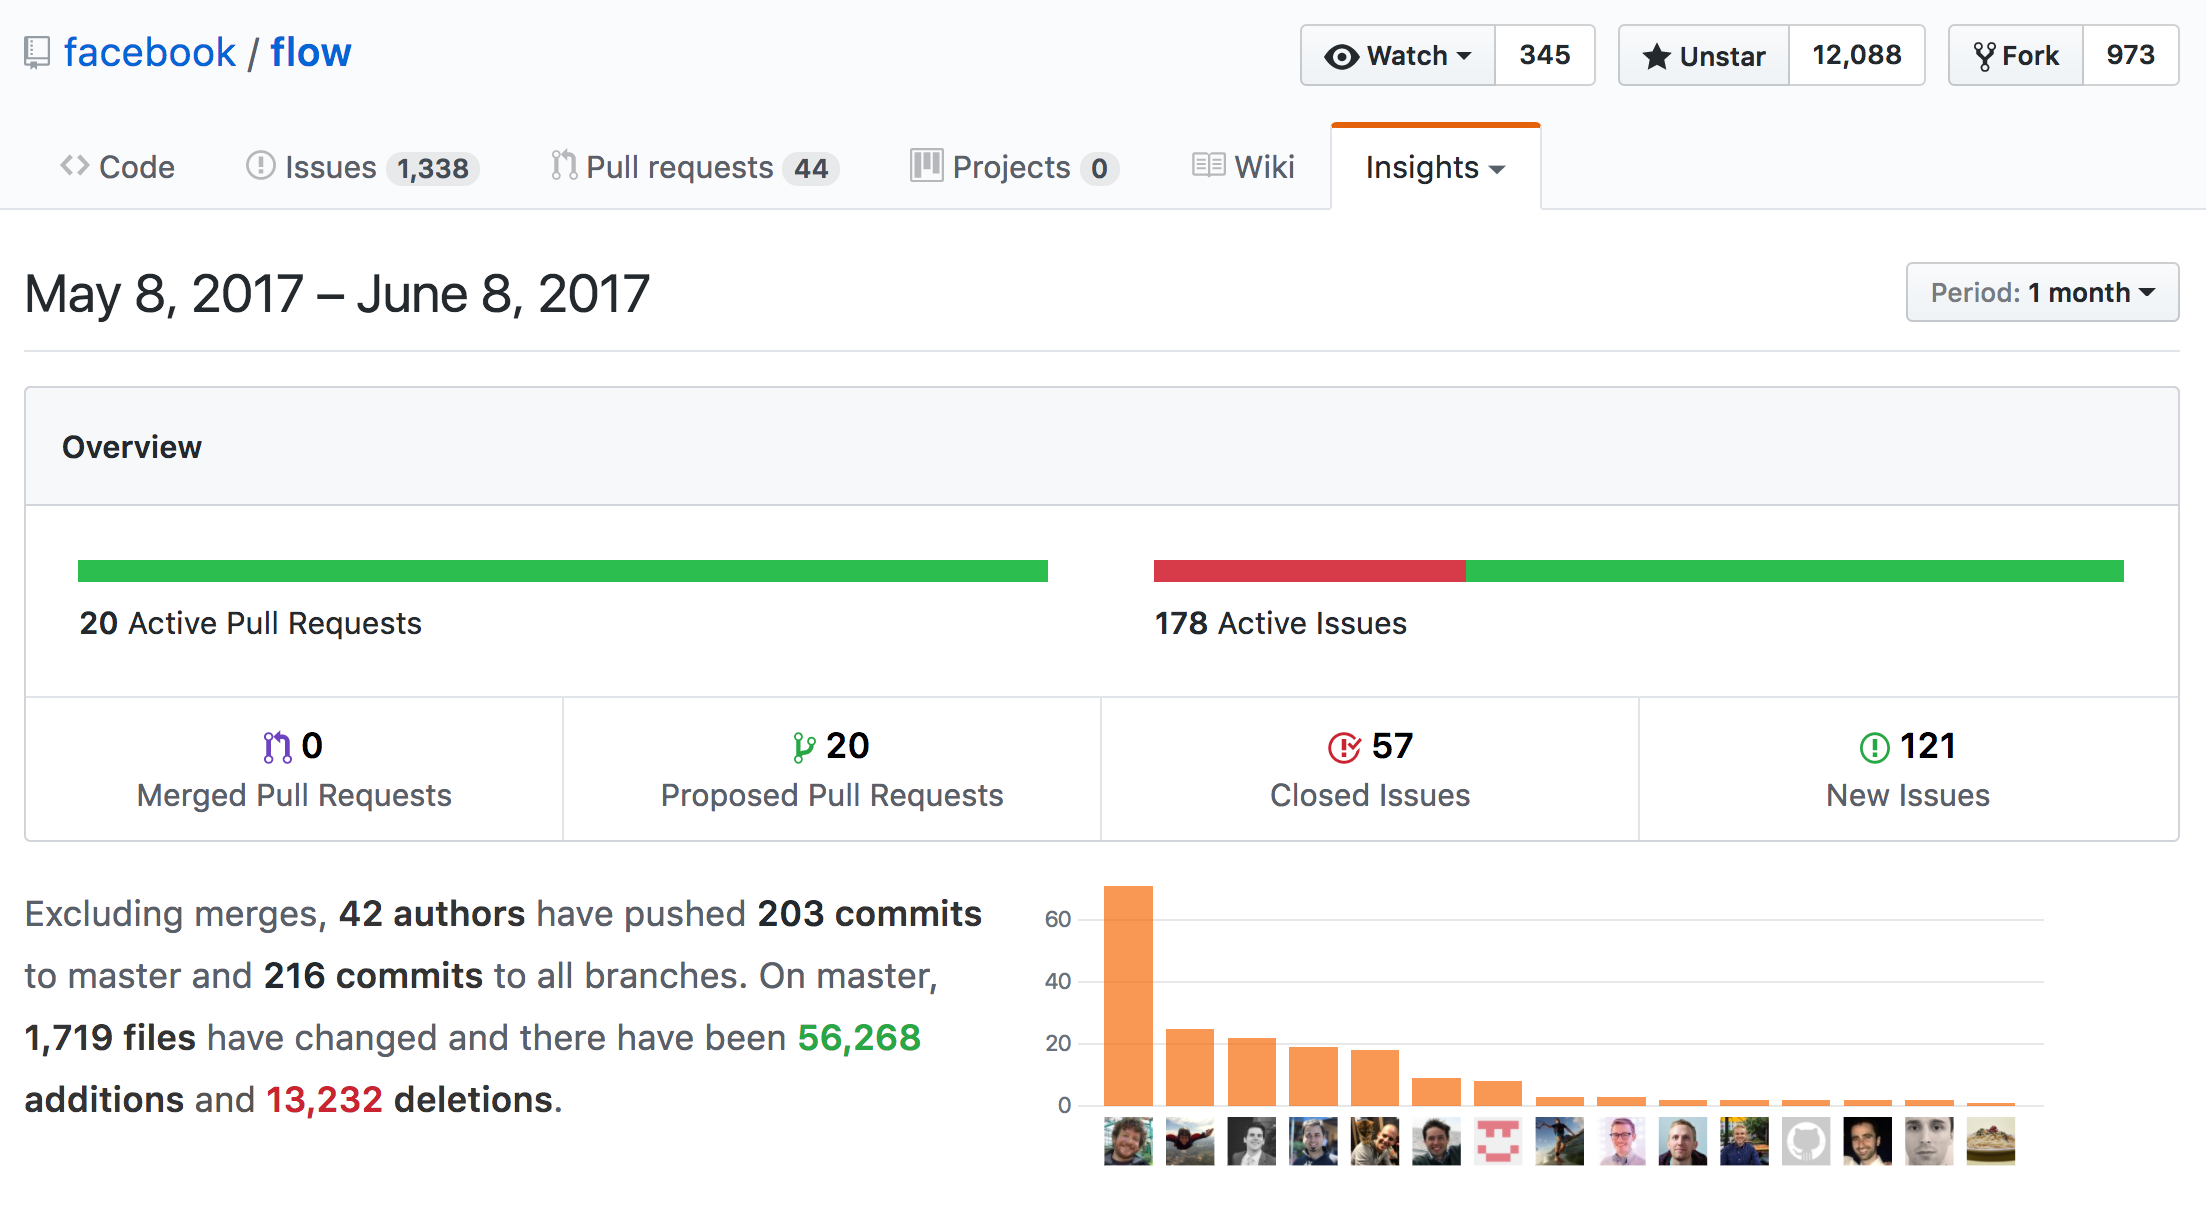 facebook / flow
Watch 345 Unstar 12,088 Fork 973
Code Issues 1,338 Pull requests 44 Projects 0 Wiki Insights
May 8, 2017 – June 8, 2017
Period: 1 month
Overview
20 Active Pull Requests
178 Active Issues
0
Merged Pull Requests
20
Proposed Pull Requests
57
Closed Issues
121
New Issues
Excluding merges, 42 authors have pushed 203 commits
to master and 216 commits to all branches. On master,
1,719 files have changed and there have been 56,268
additions and 13,232 deletions.
60
40
20
0